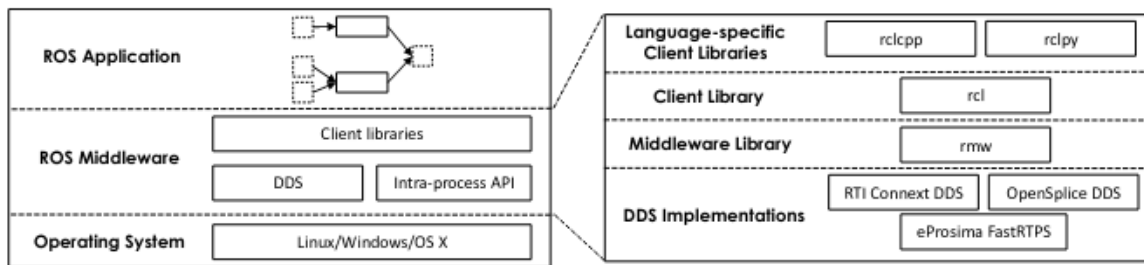 ROS Application
ROS Middleware
Client libraries
DDS
Intra-process API
Operating System
Linux/Windows/OS X
Language-specific
Client Libraries
rclcpp
rclpy
Client Library
rcl
Middleware Library
rmw
DDS Implementations
RTI Connext DDS
OpenSplice DDS
eProsima FastRTPS